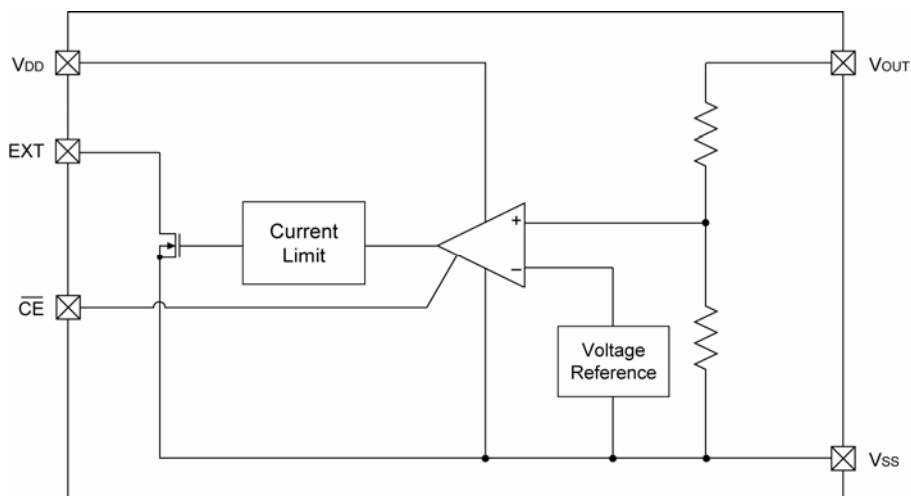 VDD
VOUT
EXT
Current
Limit
+
−
CE
Voltage
Reference
VSS